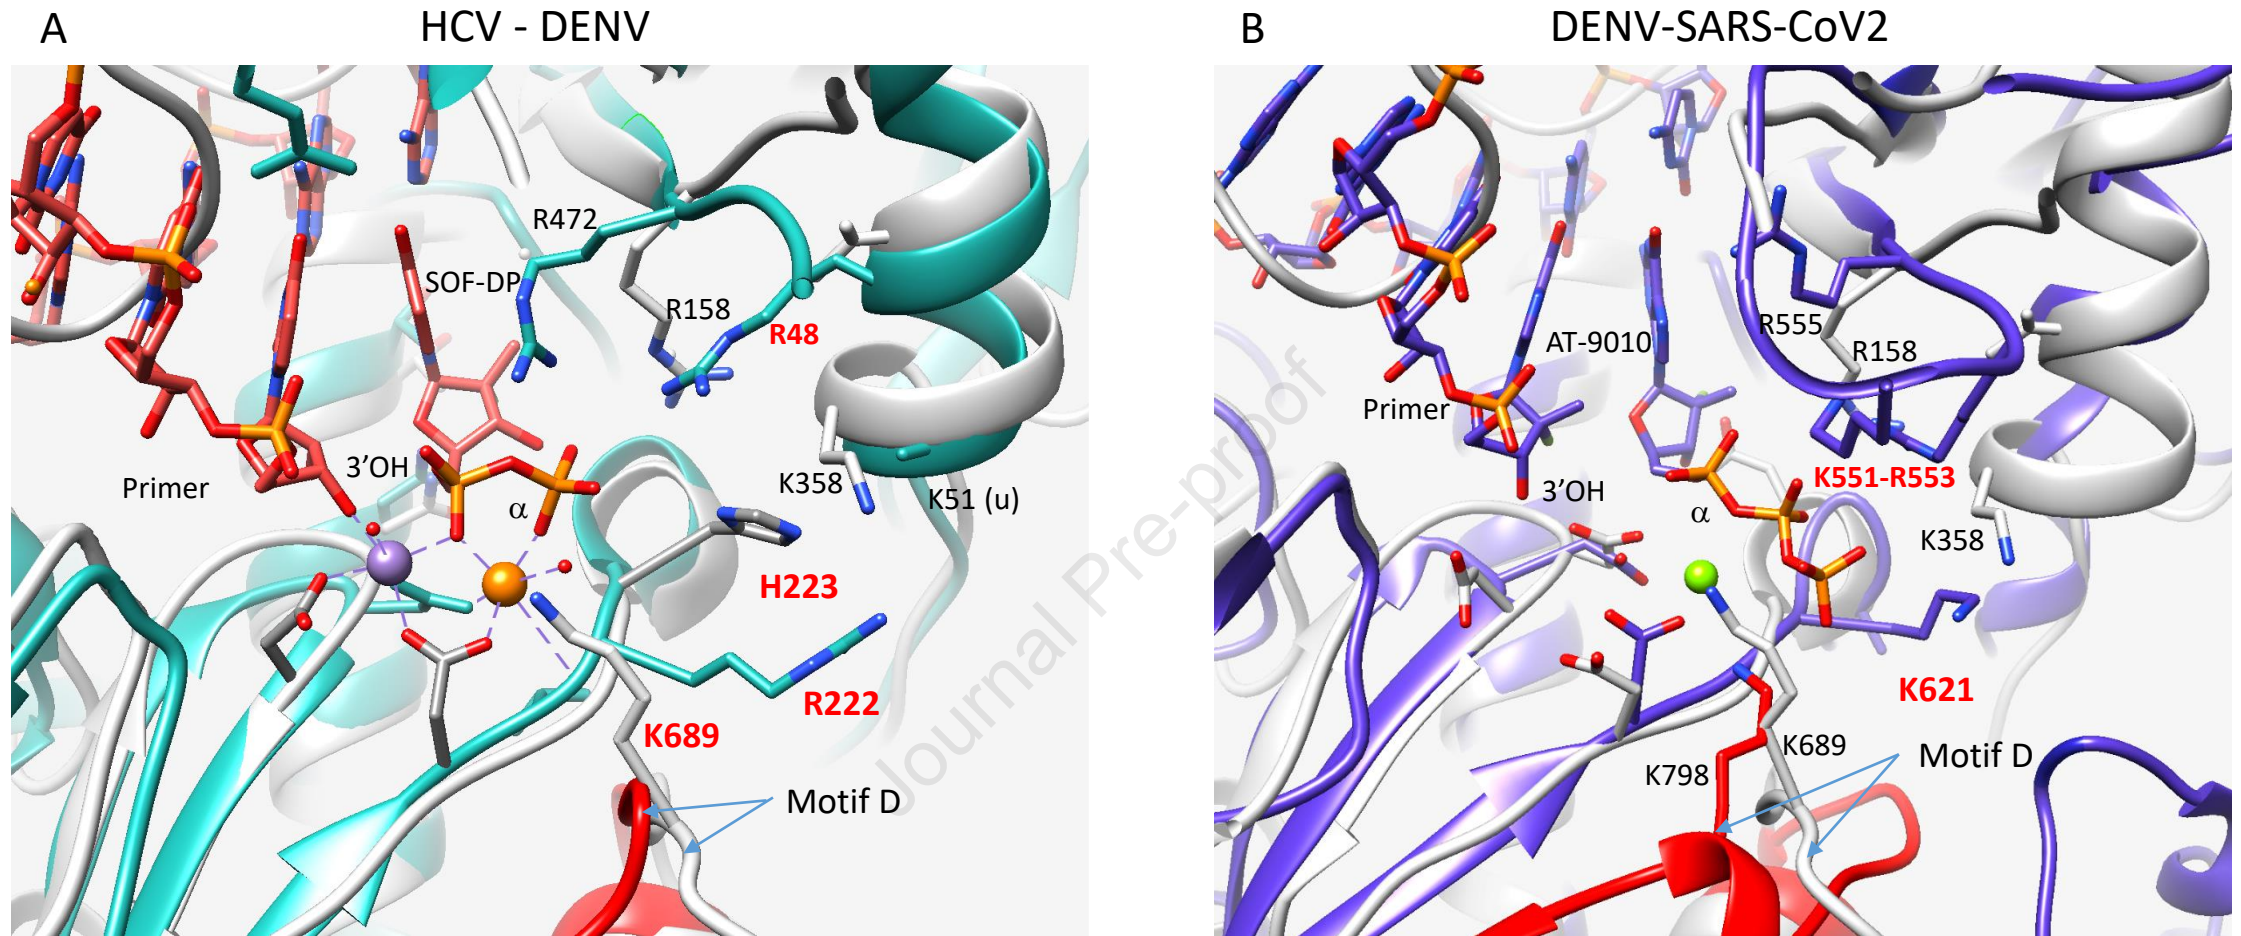 A
HCV - DENV
R472
SOF-DP
R158
R48
3’OH
Primer
α
K358
K51 (u)
H223
R222
K689
Motif D
B
DENV-SARS-CoV2
R555
AT-9010
R158
Primer
K551-R553
3’OH
α
K358
K621
K689
K798
Motif D
Journal Pre-proof